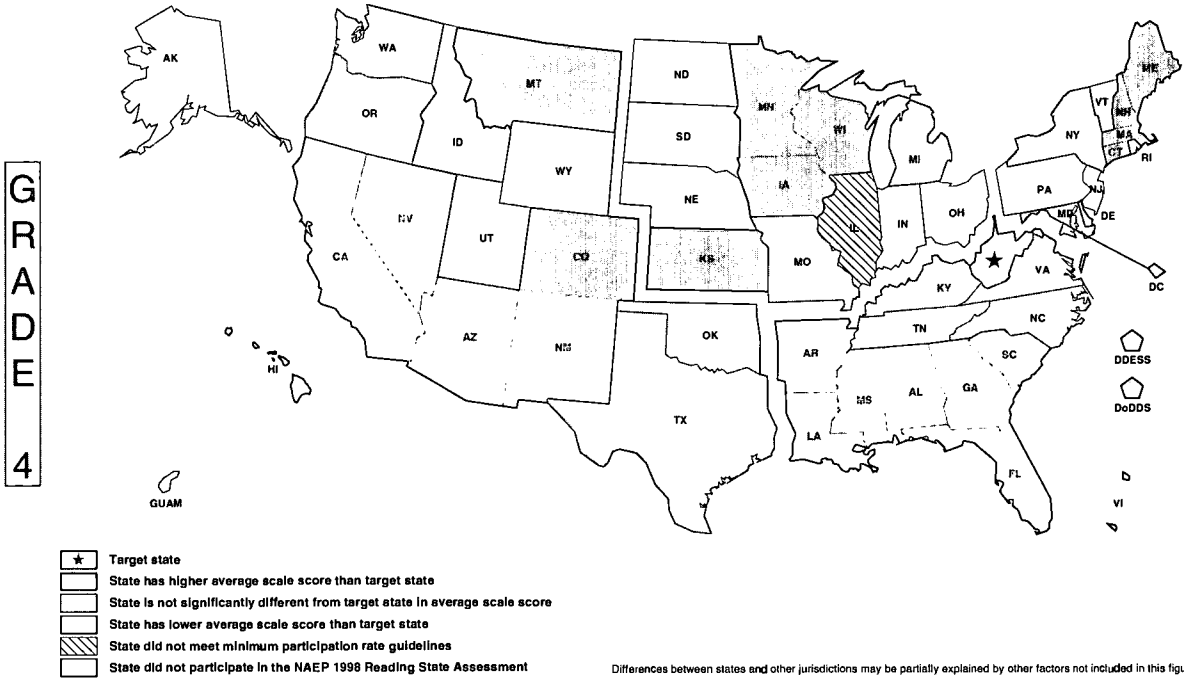 AK
WA
MT
ND
MN
ME
OR
ID
SD
WI
VT
NH
NY
MA
CT
RI
MI
WY
NE
IA
PA
NJ
NV
UT
CO
KS
IL
IN
OH
MD
DE
CA
MO
KY
VA
DC
AZ
NM
OK
AR
TN
NC
SC
DDESS
HI
TX
MS
AL
GA
DoDDS
LA
FL
GUAM
VI
GRADE 4
★ Target state
State has higher average scale score than target state
State is not significantly different from target state in average scale score
State has lower average scale score than target state
State did not meet minimum participation rate guidelines
State did not participate in the NAEP 1998 Reading State Assessment
Differences between states and other jurisdictions may be partially explained by other factors not included in this figu